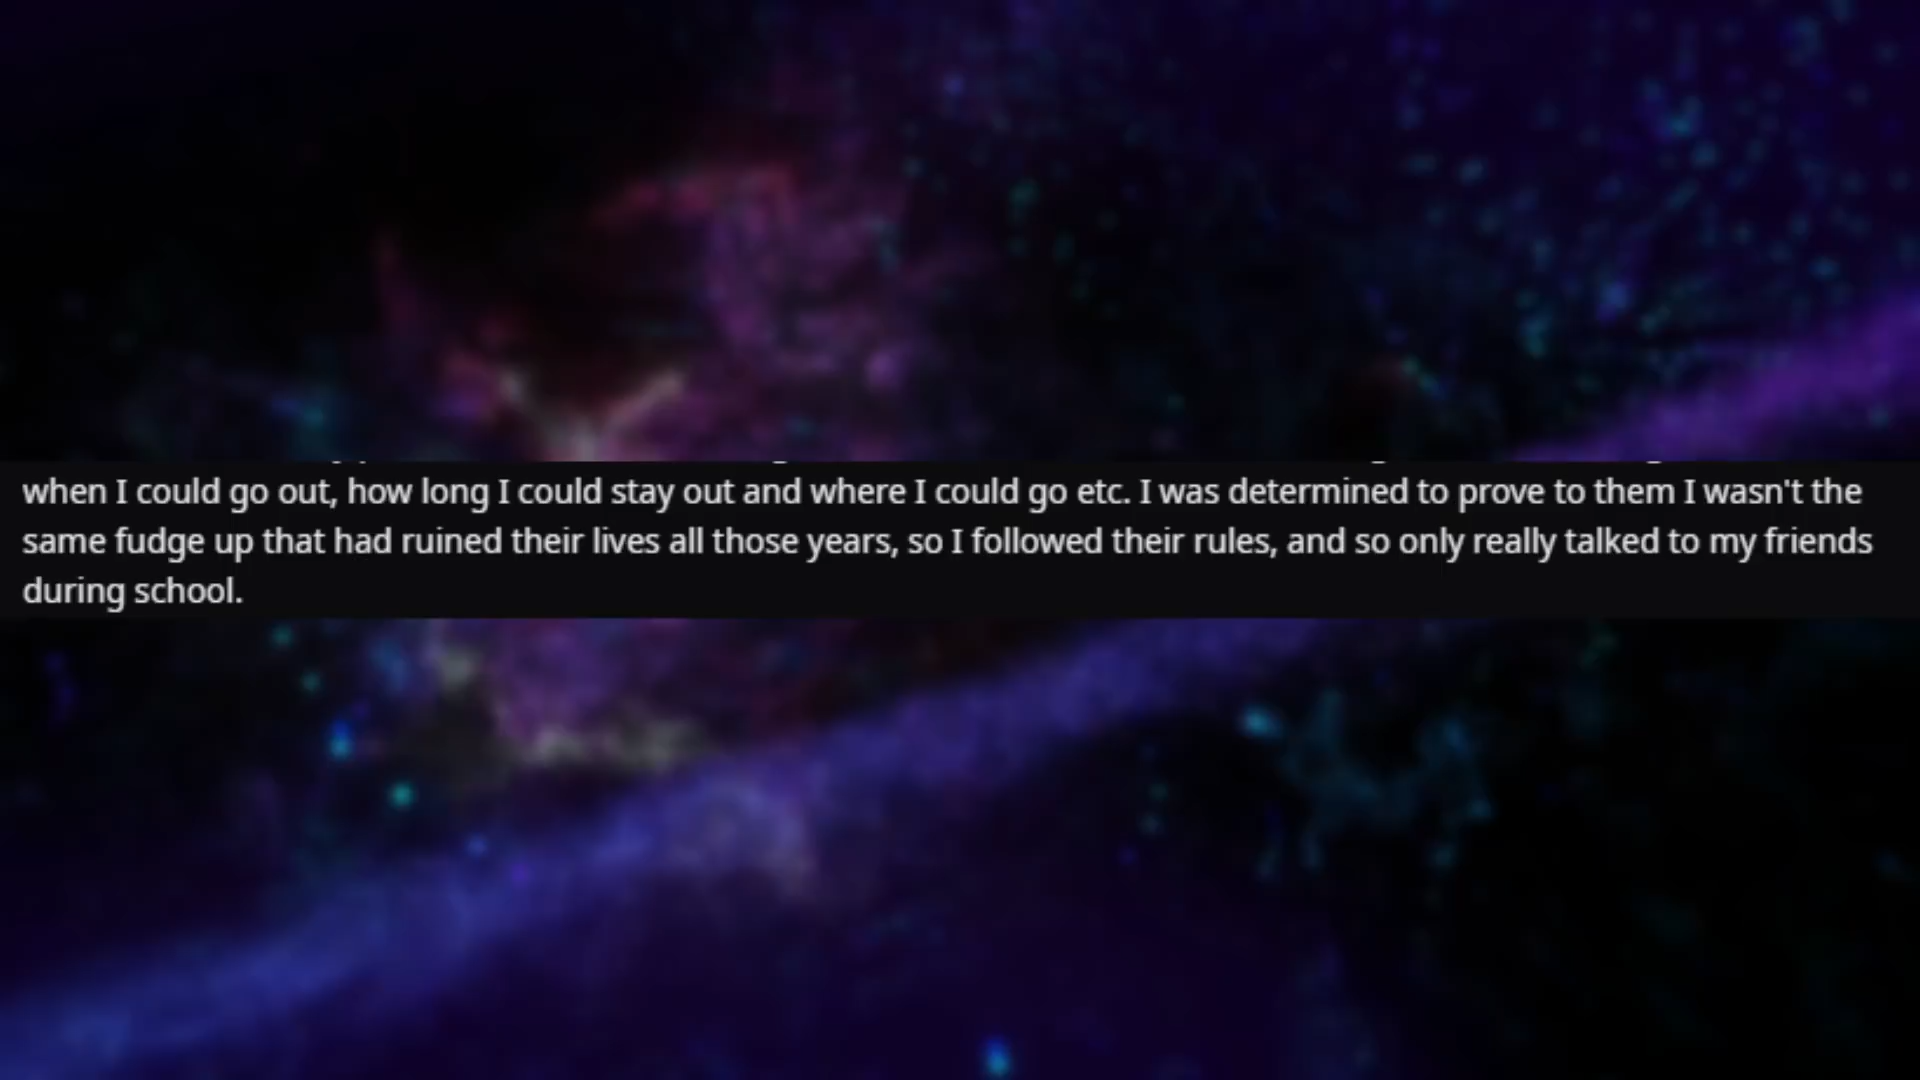 when I could go out, how long I could stay out and where I could go etc. I was determined to prove to them I wasn't the
same fudge up that had ruined their lives all those years, so I followed their rules, and so only really talked to my friends
during school.